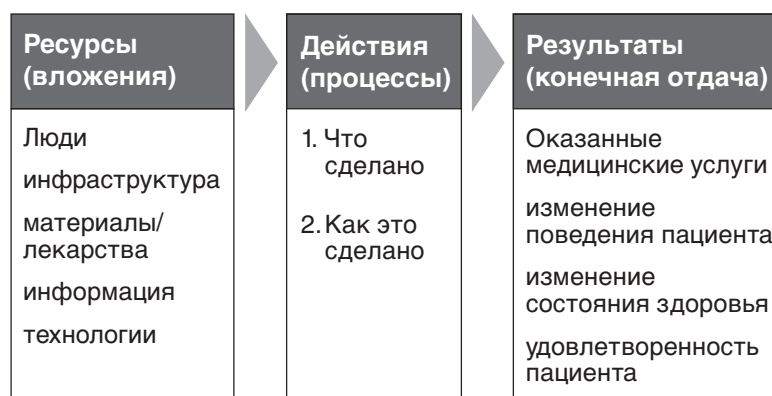 Ресурсы
(вложения)
Люди
инфраструктура
материалы/
лекарства
информация
технологии
Действия
(процессы)
1. Что
сделано
2. Как это
сделано
Результаты
(конечная отдача)
Оказанные
медицинские услуги
изменение
поведения пациента
изменение
состояния здоровья
удовлетворенность
пациента